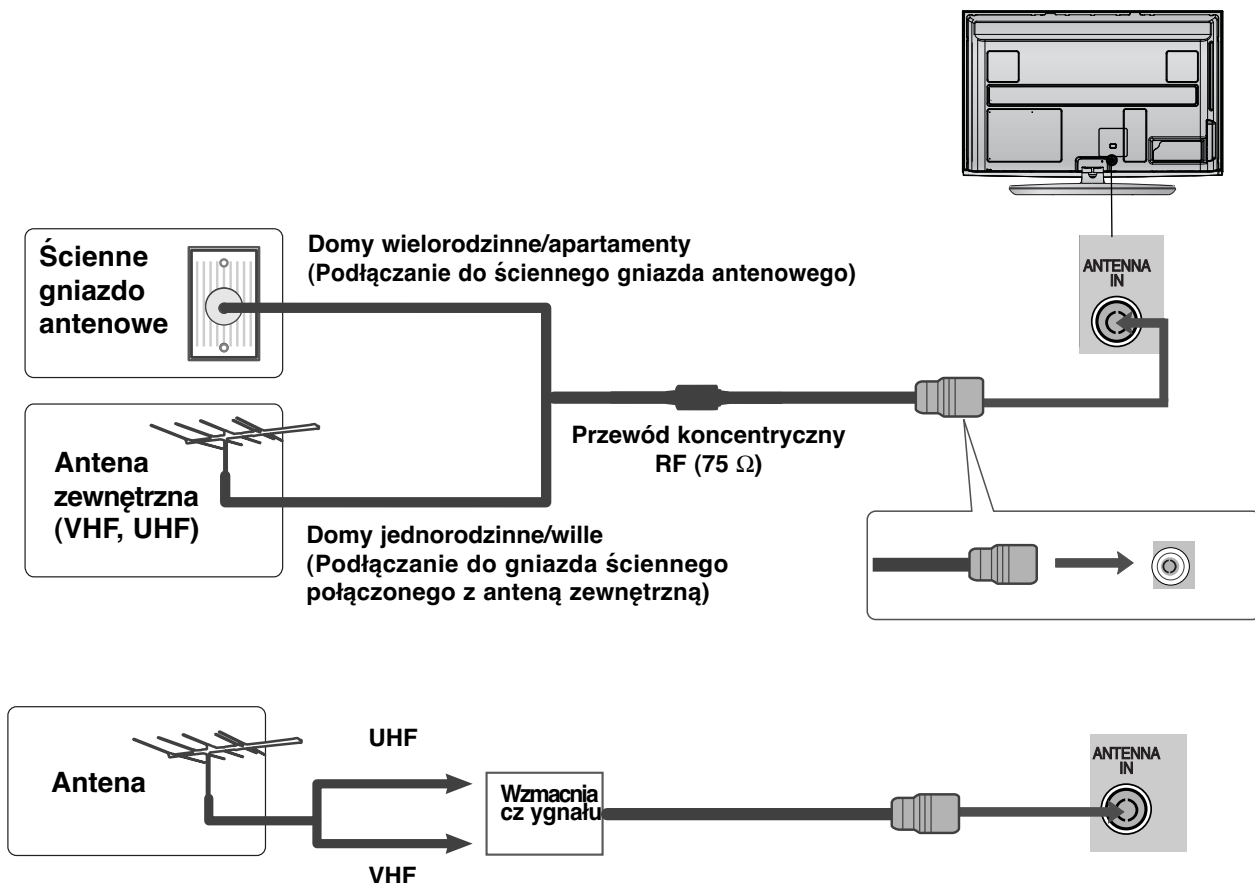 Ścienne
gniazdo
antenowe
Domy wielorodzinne/apartamenty
(Podłączanie do ściennego gniazda antenowego)
ANTENNA
IN
Antena
zewnętrzna
(VHF, UHF)
Przewód koncentryczny
RF (75 Ω)
Domy jednorodzinne/wille
(Podłączanie do gniazda ściennego
połączonego z anteną zewnętrzną)
Antena
UHF
VHF
Wzmacnia
cz ygnału
ANTENNA
IN